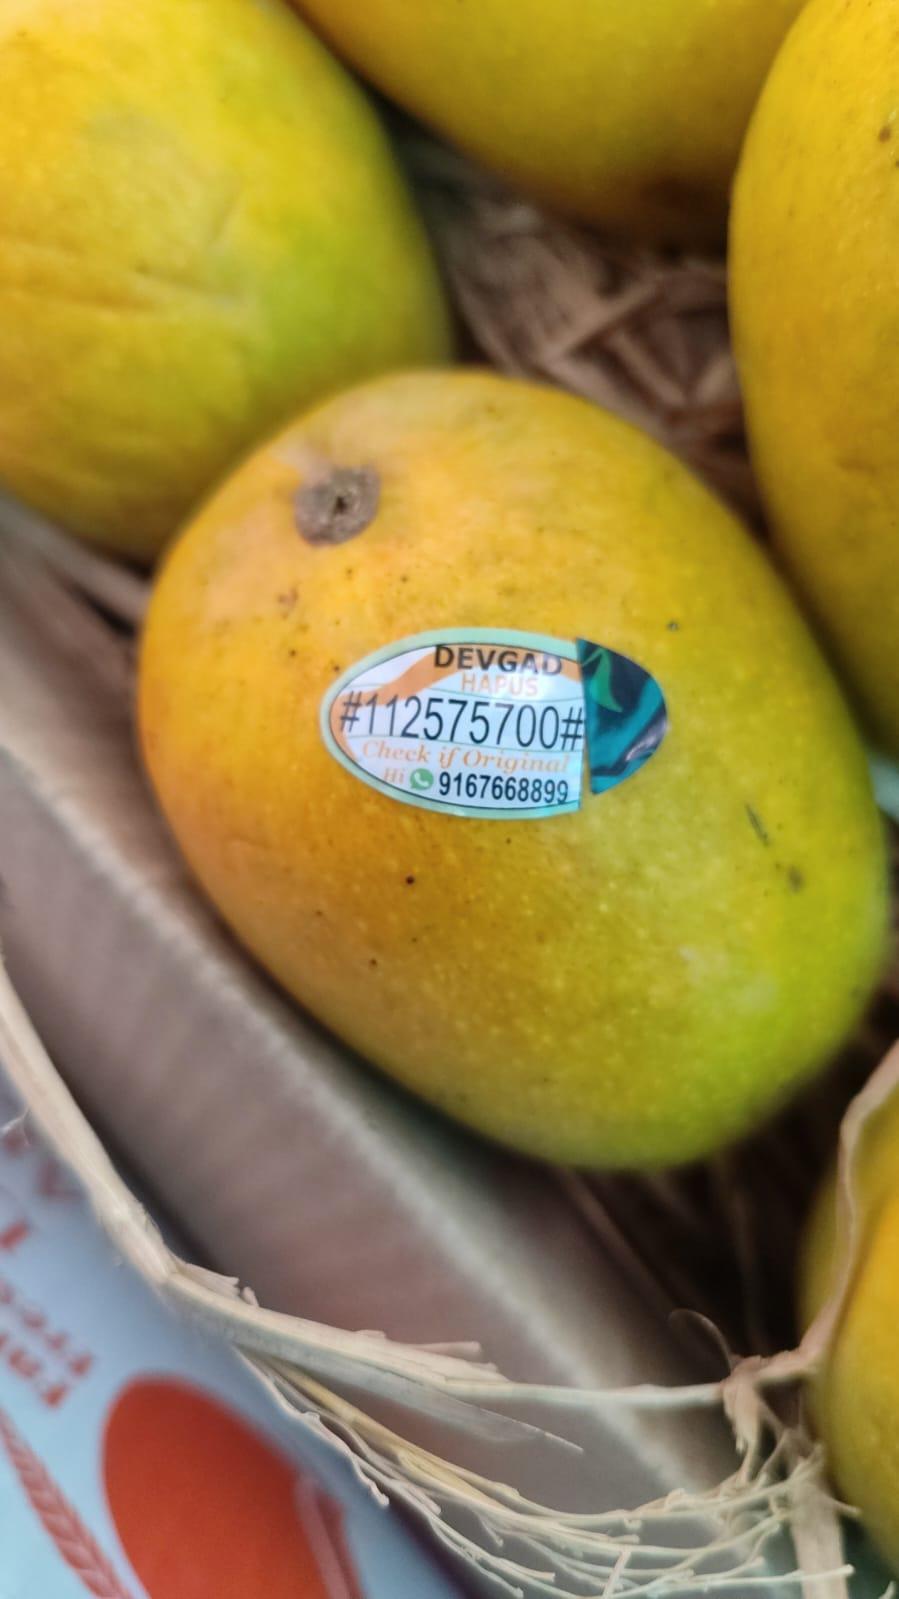 DEVGAD
HAPUS
#112575700#
Check if Original
Hi 9167668899